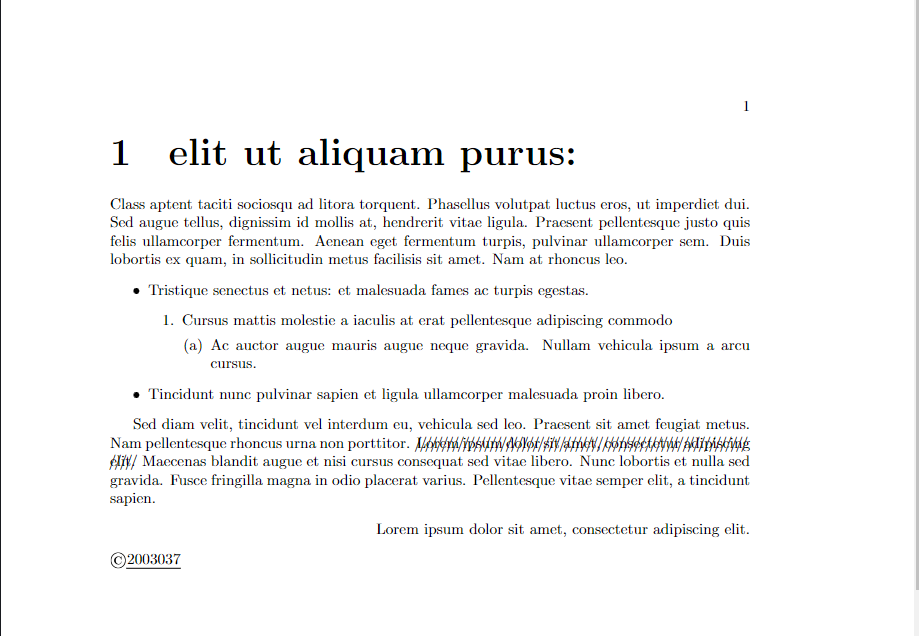 1
1 elit ut aliquam purus:
Class aptent taciti sociosqu ad litora torquent. Phasellus volutpat luctus eros, ut imperdiet dui.
Sed augue tellus, dignissim id mollis at, hendrerit vitae ligula. Praesent pellentesque justo quis
felis ullamcorper fermentum. Aenean eget fermentum turpis, pulvinar ullamcorper sem. Duis
lobortis ex quam, in sollicitudin metus facilisis sit amet. Nam at rhoncus leo.
• Tristique senectus et netus: et malesuada fames ac turpis egestas.
1. Cursus mattis molestie a iaculis at erat pellentesque adipiscing commodo
(a) Ac auctor augue mauris augue neque gravida. Nullam vehicula ipsum a arcu
cursus.
• Tincidunt nunc pulvinar sapien et ligula ullamcorper malesuada proin libero.
Sed diam velit, tincidunt vel interdum eu, vehicula sed leo. Praesent sit amet feugiat metus.
Nam pellentesque rhoncus urna non porttitor. Lorem ipsum dolor sit amet, consectetur adipiscing
elit. Maecenas blandit augue et nisi cursus consequat sed vitae libero. Nunc lobortis et nulla sed
gravida. Fusce fringilla magna in odio placerat varius. Pellentesque vitae semper elit, a tincidunt
sapien.
Lorem ipsum dolor sit amet, consectetur adipiscing elit.
©2003037